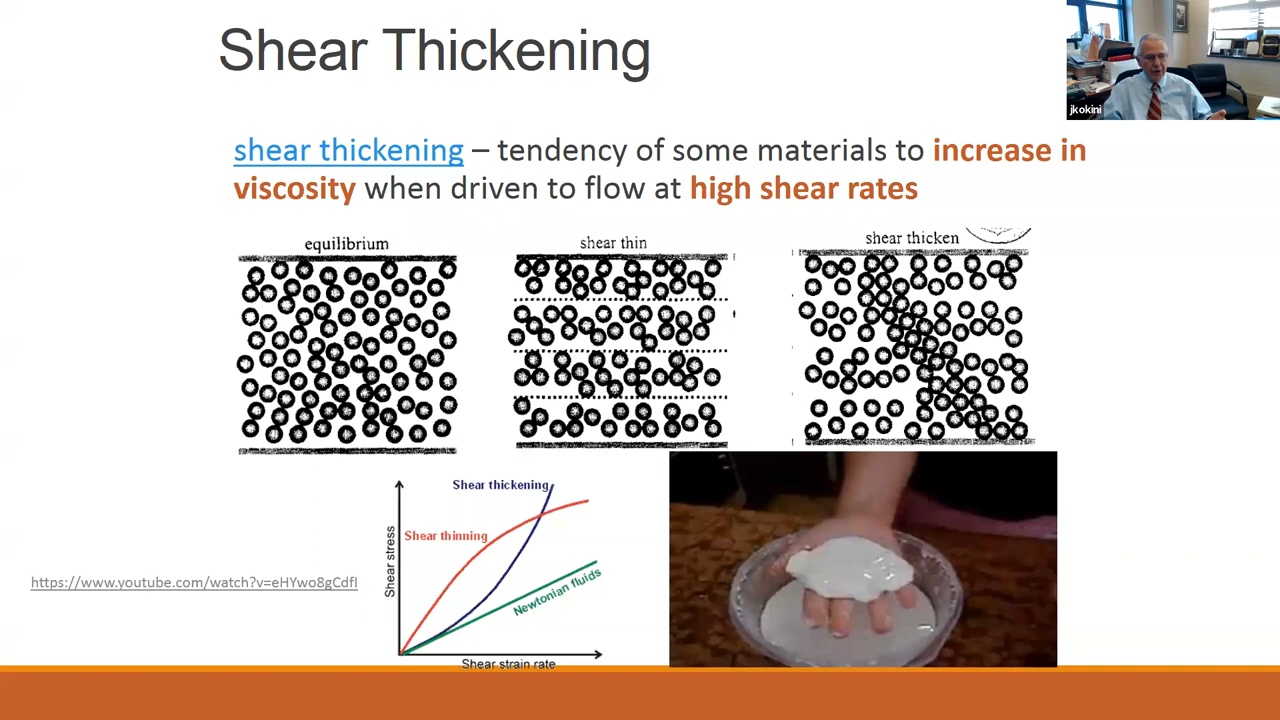 Shear Thickening
jkokini
shear thickening – tendency of some materials to increase in
viscosity when driven to flow at high shear rates
equilibrium
shear thin
shear thicken
Shear thickening
Shear thinning
Newtonian fluids
Shear stress
Shear strain rate
https://www.youtube.com/watch?v=eHYwo8gCdfI